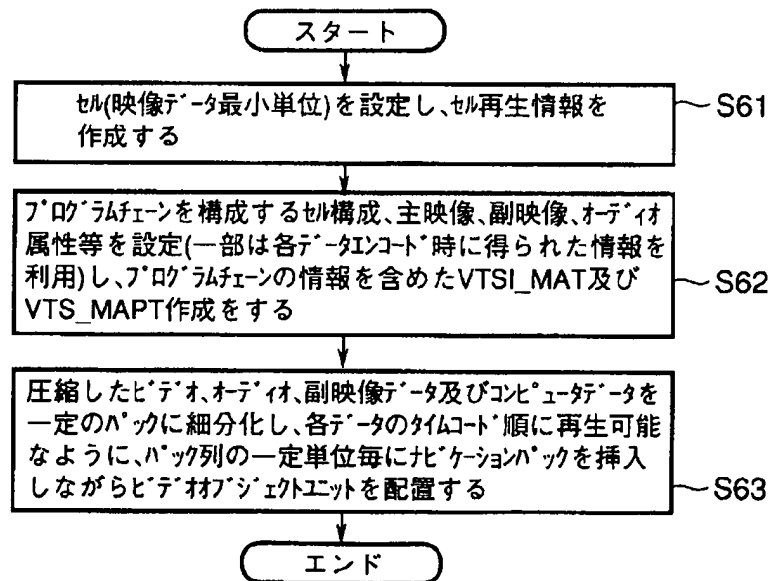 スタート
ｾﾙ(映像ﾃﾞｰﾀ最小単位)を設定し､ｾﾙ再生情報を
作成する
S61
ﾌﾟﾛｸﾞﾗﾑﾁｪｰﾝを構成するｾﾙ構成､主映像､副映像､ｵｰﾃﾞｨｵ
属性等を設定(一部は各ﾃﾞｰﾀｴﾝｺｰﾄﾞ時に得られた情報を
利用)し､ﾌﾟﾛｸﾞﾗﾑﾁｪｰﾝの情報を含めたVTSI_MAT及び
VTS_MAPT作成をする
S62
圧縮したﾋﾞﾃﾞｵ､ｵｰﾃﾞｨｵ､副映像ﾃﾞｰﾀ及びｺﾝﾋﾟｭｰﾀﾃﾞｰﾀを
一定のﾊﾟｯｸに細分化し､各ﾃﾞｰﾀのﾀｲﾑｺｰﾄﾞ順に再生可能
なように､ﾊﾟｯｸ列の一定単位毎にﾅﾋﾞｹﾞｰｼｮﾝﾊﾟｯｸを挿入
しながらﾋﾞﾃﾞｵｵﾌﾞｼﾞｪｸﾄﾕﾆｯﾄを配置する
S63
エンド